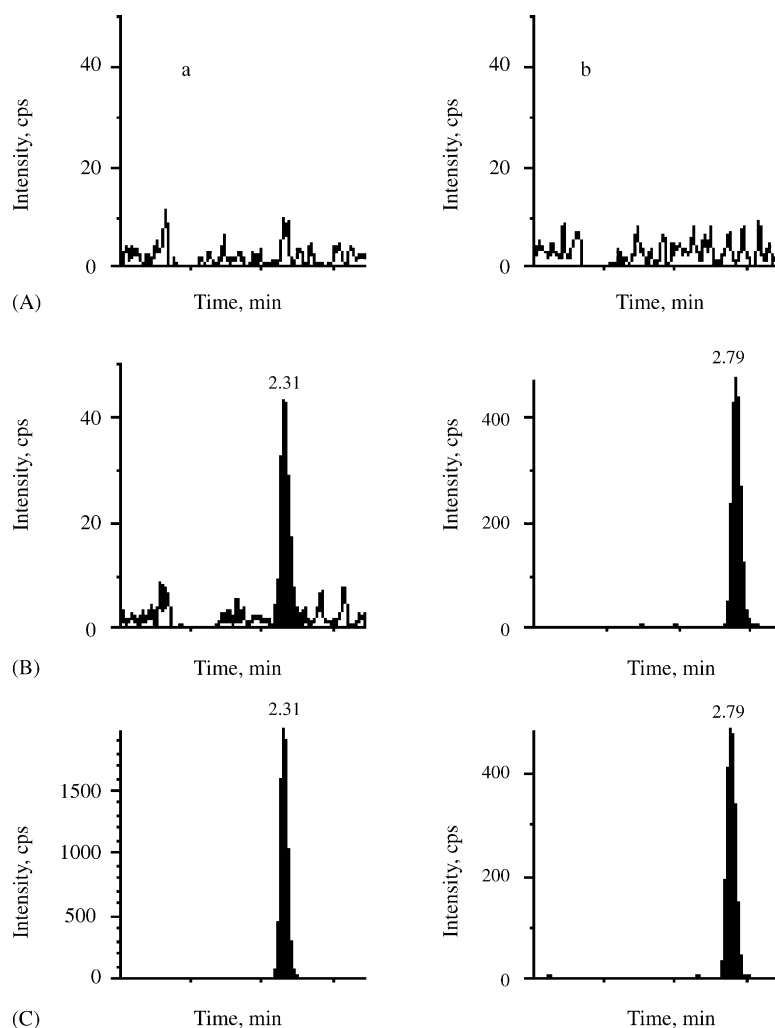 a
Intensity, cps
40
20
0
Time, min
b
Intensity, cps
40
20
0
Time, min
(A)
2.31
Intensity, cps
40
20
0
Time, min
2.79
Intensity, cps
400
200
0
Time, min
(B)
2.31
Intensity, cps
1500
1000
500
0
Time, min
2.79
Intensity, cps
400
200
0
Time, min
(C)